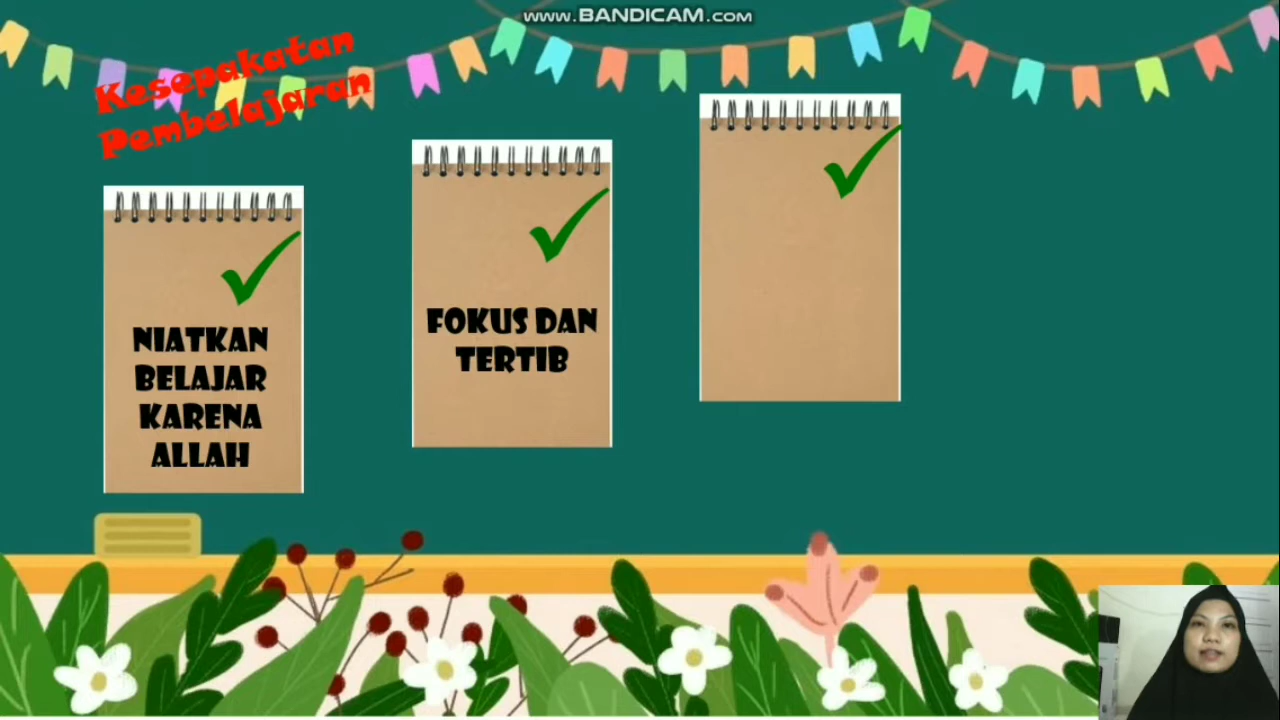 www.BANDICAM.com
Kesepakatan
Pembelajaran
NIATKAN
BELAJAR
KARENA
ALLAH
FOKUS DAN
TERTIB